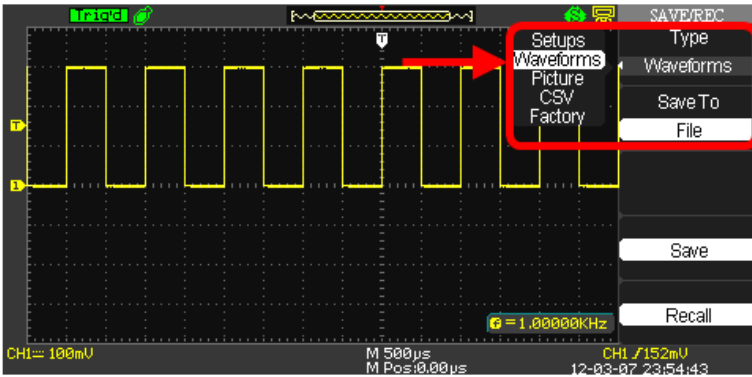 Trig'd SAVE/REC
T
Setups
Waveforms
Picture
CSV
Factory
Type
Waveforms
Save To
File
T
1
Save
Recall
f = 1.00000KHz
CH1 100mV M 500µs CH1 152mV
M Pos:0.00µs 12-03-07 23:54:43